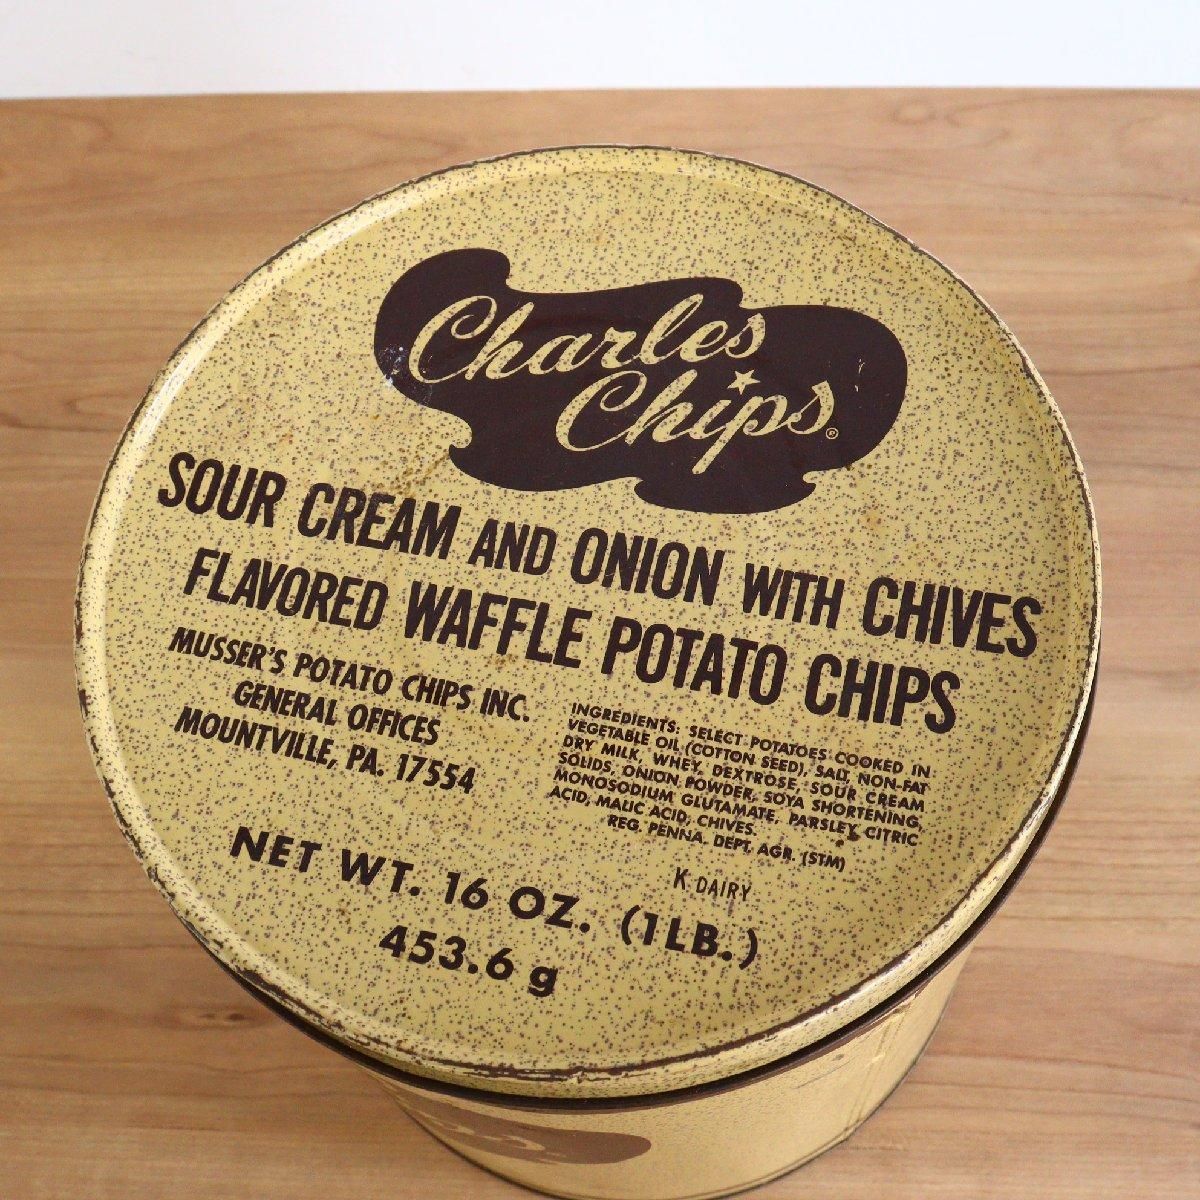 Charles
Chips®
SOUR CREAM AND ONION WITH CHIVES
FLAVORED WAFFLE POTATO CHIPS
MUSSER'S POTATO CHIPS INC.
GENERAL OFFICES
MOUNTVILLE, PA. 17554
INGREDIENTS: SELECT POTATOES COOKED IN
VEGETABLE OIL (COTTON SEED), SALT, NON-FAT
DRY MILK, WHEY, DEXTROSE, SOUR CREAM
SOLIDS, ONION POWDER, SOYA SHORTENING,
MONOSODIUM GLUTAMATE, PARSLEY, CITRIC
ACID, MALIC ACID, CHIVES.
REG. PENNA. DEPT. AGR. (STM)
K DAIRY
NET WT. 16 OZ. (1LB.)
453.6 g